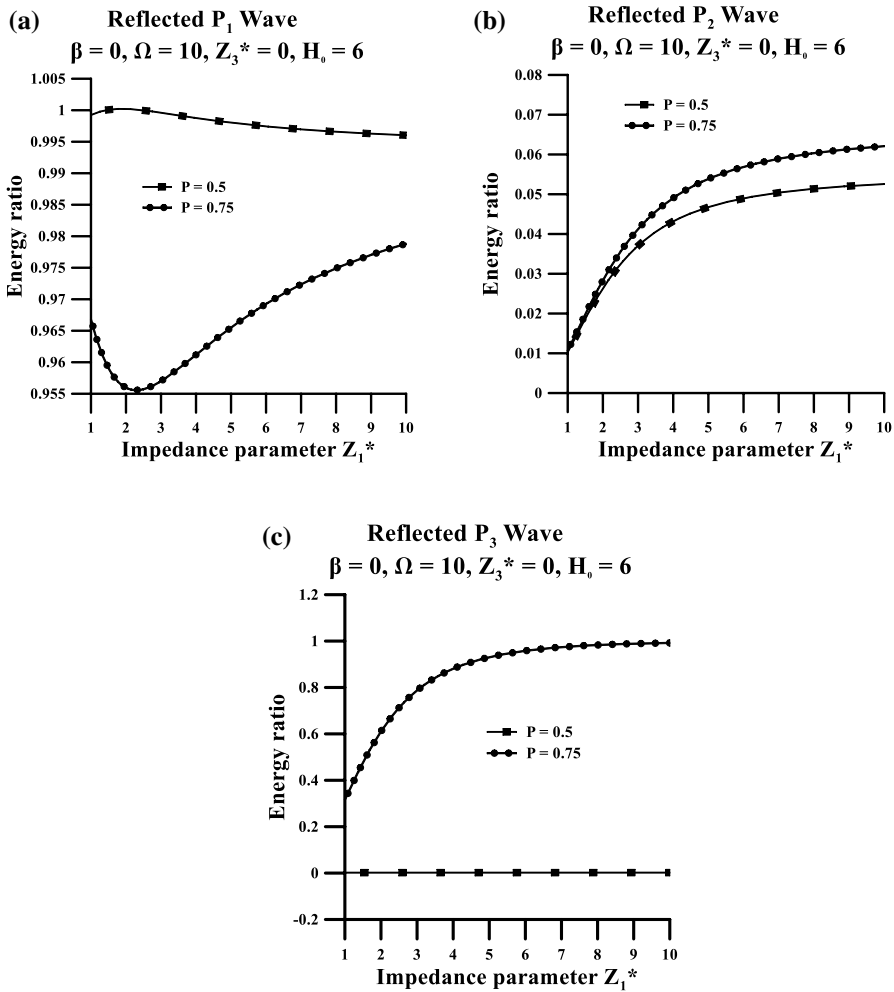 (a)
Reflected P₁ Wave
β = 0, Ω = 10, Z₃* = 0, H₀ = 6
1.005
1
0.995
0.99
0.985
0.98
0.975
0.97
0.965
0.96
0.955
Energy ratio
P = 0.5
P = 0.75
1 2 3 4 5 6 7 8 9 10
Impedance parameter Z₁*
(b)
Reflected P₂ Wave
β = 0, Ω = 10, Z₃* = 0, H₀ = 6
0.08
0.07
0.06
0.05
0.04
0.03
0.02
0.01
0
Energy ratio
P = 0.5
P = 0.75
1 2 3 4 5 6 7 8 9 10
Impedance parameter Z₁*
(c)
Reflected P₃ Wave
β = 0, Ω = 10, Z₃* = 0, H₀ = 6
1.2
1
0.8
0.6
0.4
0.2
0
-0.2
Energy ratio
P = 0.5
P = 0.75
1 2 3 4 5 6 7 8 9 10
Impedance parameter Z₁*